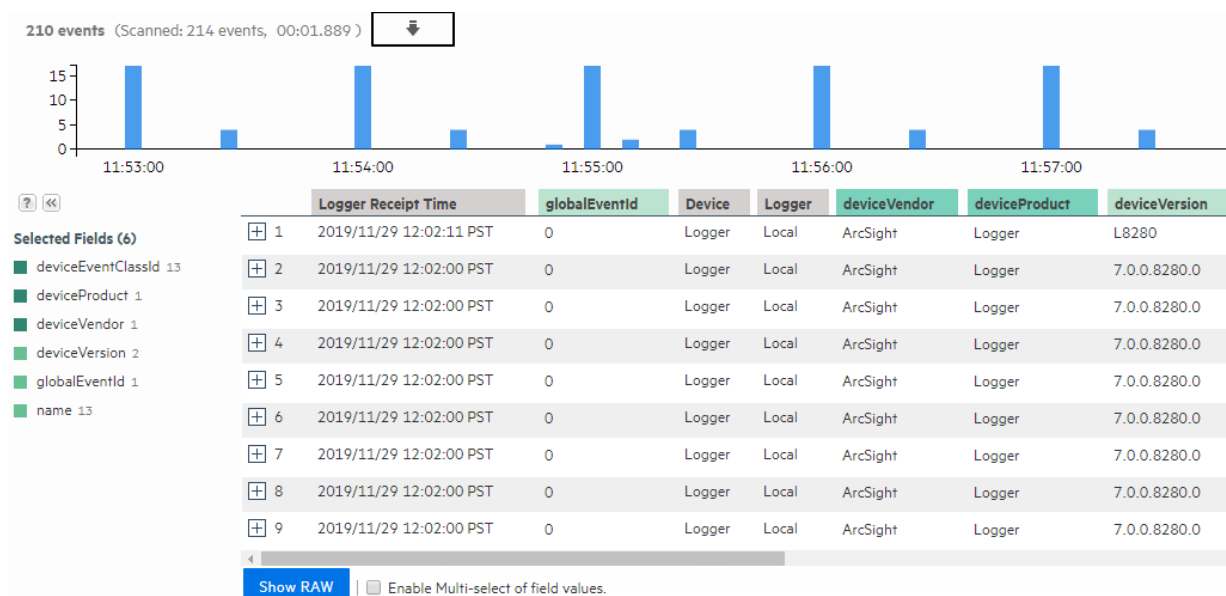 210 events (Scanned: 214 events, 00:01.889 )
15
10
5
0
11:53:00 11:54:00 11:55:00 11:56:00 11:57:00
? «
Selected Fields (6)
deviceEventClassId 13
deviceProduct 1
deviceVendor 1
deviceVersion 2
globalEventId 1
name 13
Logger Receipt Time globalEventId Device Logger deviceVendor deviceProduct deviceVersion
1 2019/11/29 12:02:11 PST 0 Logger Local ArcSight Logger L8280
2 2019/11/29 12:02:00 PST 0 Logger Local ArcSight Logger 7.0.0.8280.0
3 2019/11/29 12:02:00 PST 0 Logger Local ArcSight Logger 7.0.0.8280.0
4 2019/11/29 12:02:00 PST 0 Logger Local ArcSight Logger 7.0.0.8280.0
5 2019/11/29 12:02:00 PST 0 Logger Local ArcSight Logger 7.0.0.8280.0
6 2019/11/29 12:02:00 PST 0 Logger Local ArcSight Logger 7.0.0.8280.0
7 2019/11/29 12:02:00 PST 0 Logger Local ArcSight Logger 7.0.0.8280.0
8 2019/11/29 12:02:00 PST 0 Logger Local ArcSight Logger 7.0.0.8280.0
9 2019/11/29 12:02:00 PST 0 Logger Local ArcSight Logger 7.0.0.8280.0
Show RAW | Enable Multi-select of field values.